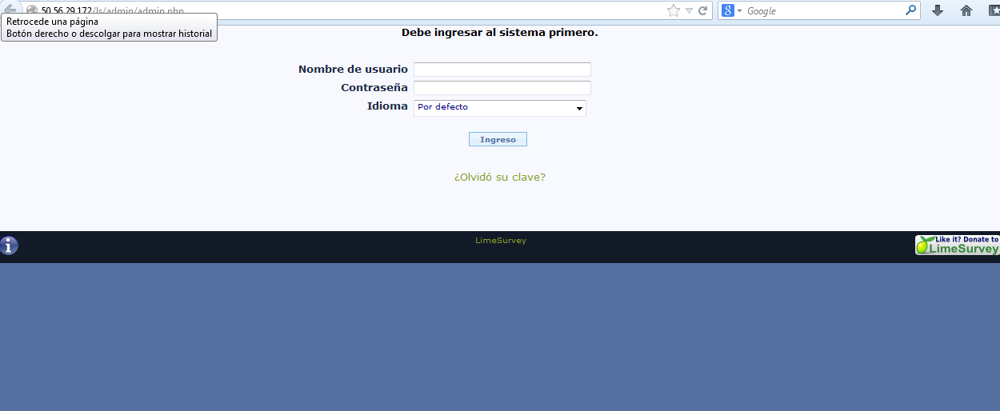 50.56.29.172/ls/admin/admin.php
Google
Retrocede una página
Botón derecho o descolgar para mostrar historial
Debe ingresar al sistema primero.
Nombre de usuario
Contraseña
Idioma Por defecto
Ingreso
¿Olvidó su clave?
LimeSurvey
Like it? Donate to
LimeSurvey